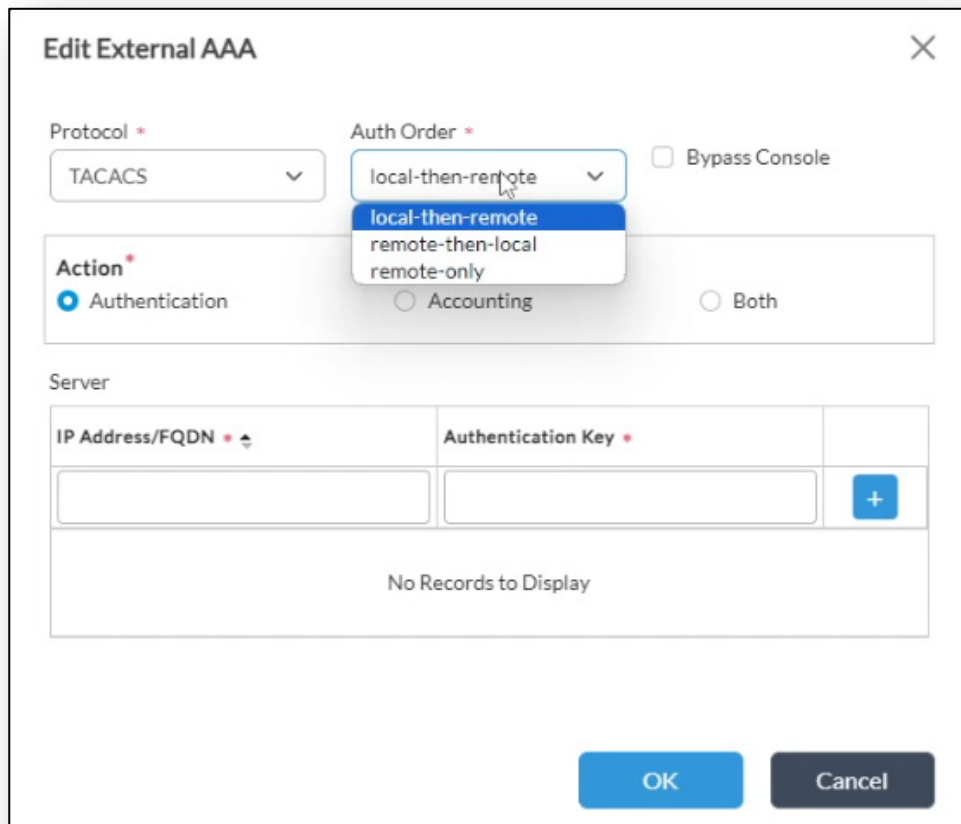 Edit External AAA
Protocol *
Auth Order *
TACACS
local-then-remote
Bypass Console
local-then-remote
remote-then-local
remote-only
Action*
Authentication
Accounting
Both
Server
IP Address/FQDN *
Authentication Key *
+
No Records to Display
OK
Cancel